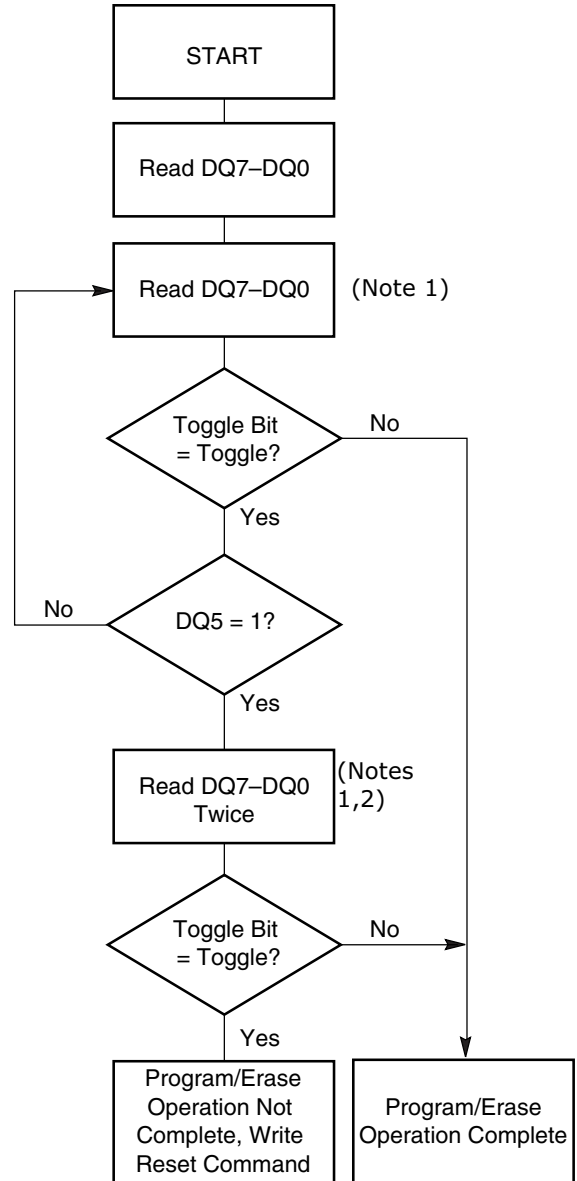 START
Read DQ7–DQ0
Read DQ7–DQ0
(Note 1)
Toggle Bit
= Toggle?
No
Yes
DQ5 = 1?
No
Yes
Read DQ7–DQ0
Twice
(Notes
1,2)
Toggle Bit
= Toggle?
No
Yes
Program/Erase
Operation Not
Complete, Write
Reset Command
Program/Erase
Operation Complete